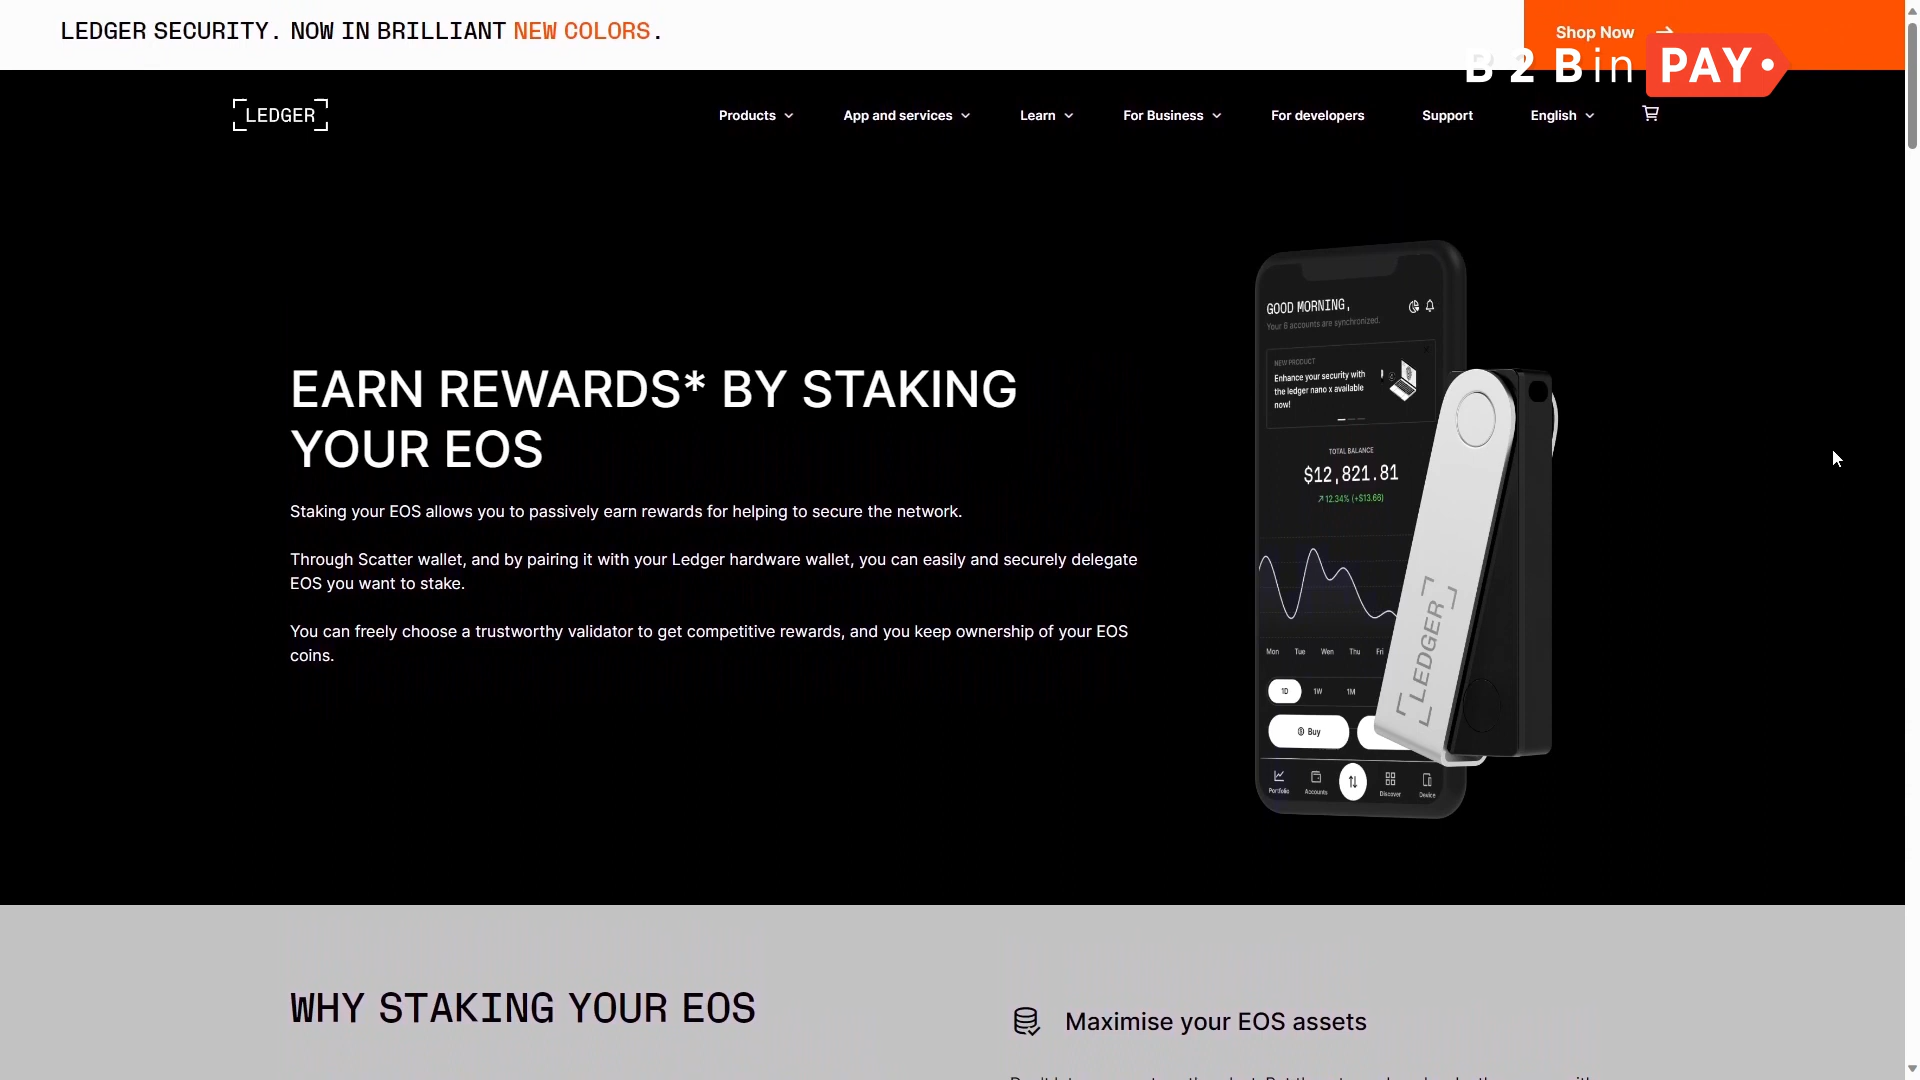 LEDGER SECURITY. NOW IN BRILLIANT NEW COLORS.
Shop Now
B2BinPAY
LEDGER
Products
App and services
Learn
For Business
For developers
Support
English
EARN REWARDS* BY STAKING
YOUR EOS
Staking your EOS allows you to passively earn rewards for helping to secure the network.
Through Scatter wallet, and by pairing it with your Ledger hardware wallet, you can easily and securely delegate
EOS you want to stake.
You can freely choose a trustworthy validator to get competitive rewards, and you keep ownership of your EOS
coins.
GOOD MORNING,
Your 6 accounts are synchronized.
NEW PRODUCT
Enhance your security with
the ledger nano x available
now!
TOTAL BALANCE
$12,821.81
12.34% (+$13.66)
Mon Tue Wen Thu Fri
1D 1W 1M
Buy
Portfolio Accounts Discover Device
LEDGER
WHY STAKING YOUR EOS
Maximise your EOS assets